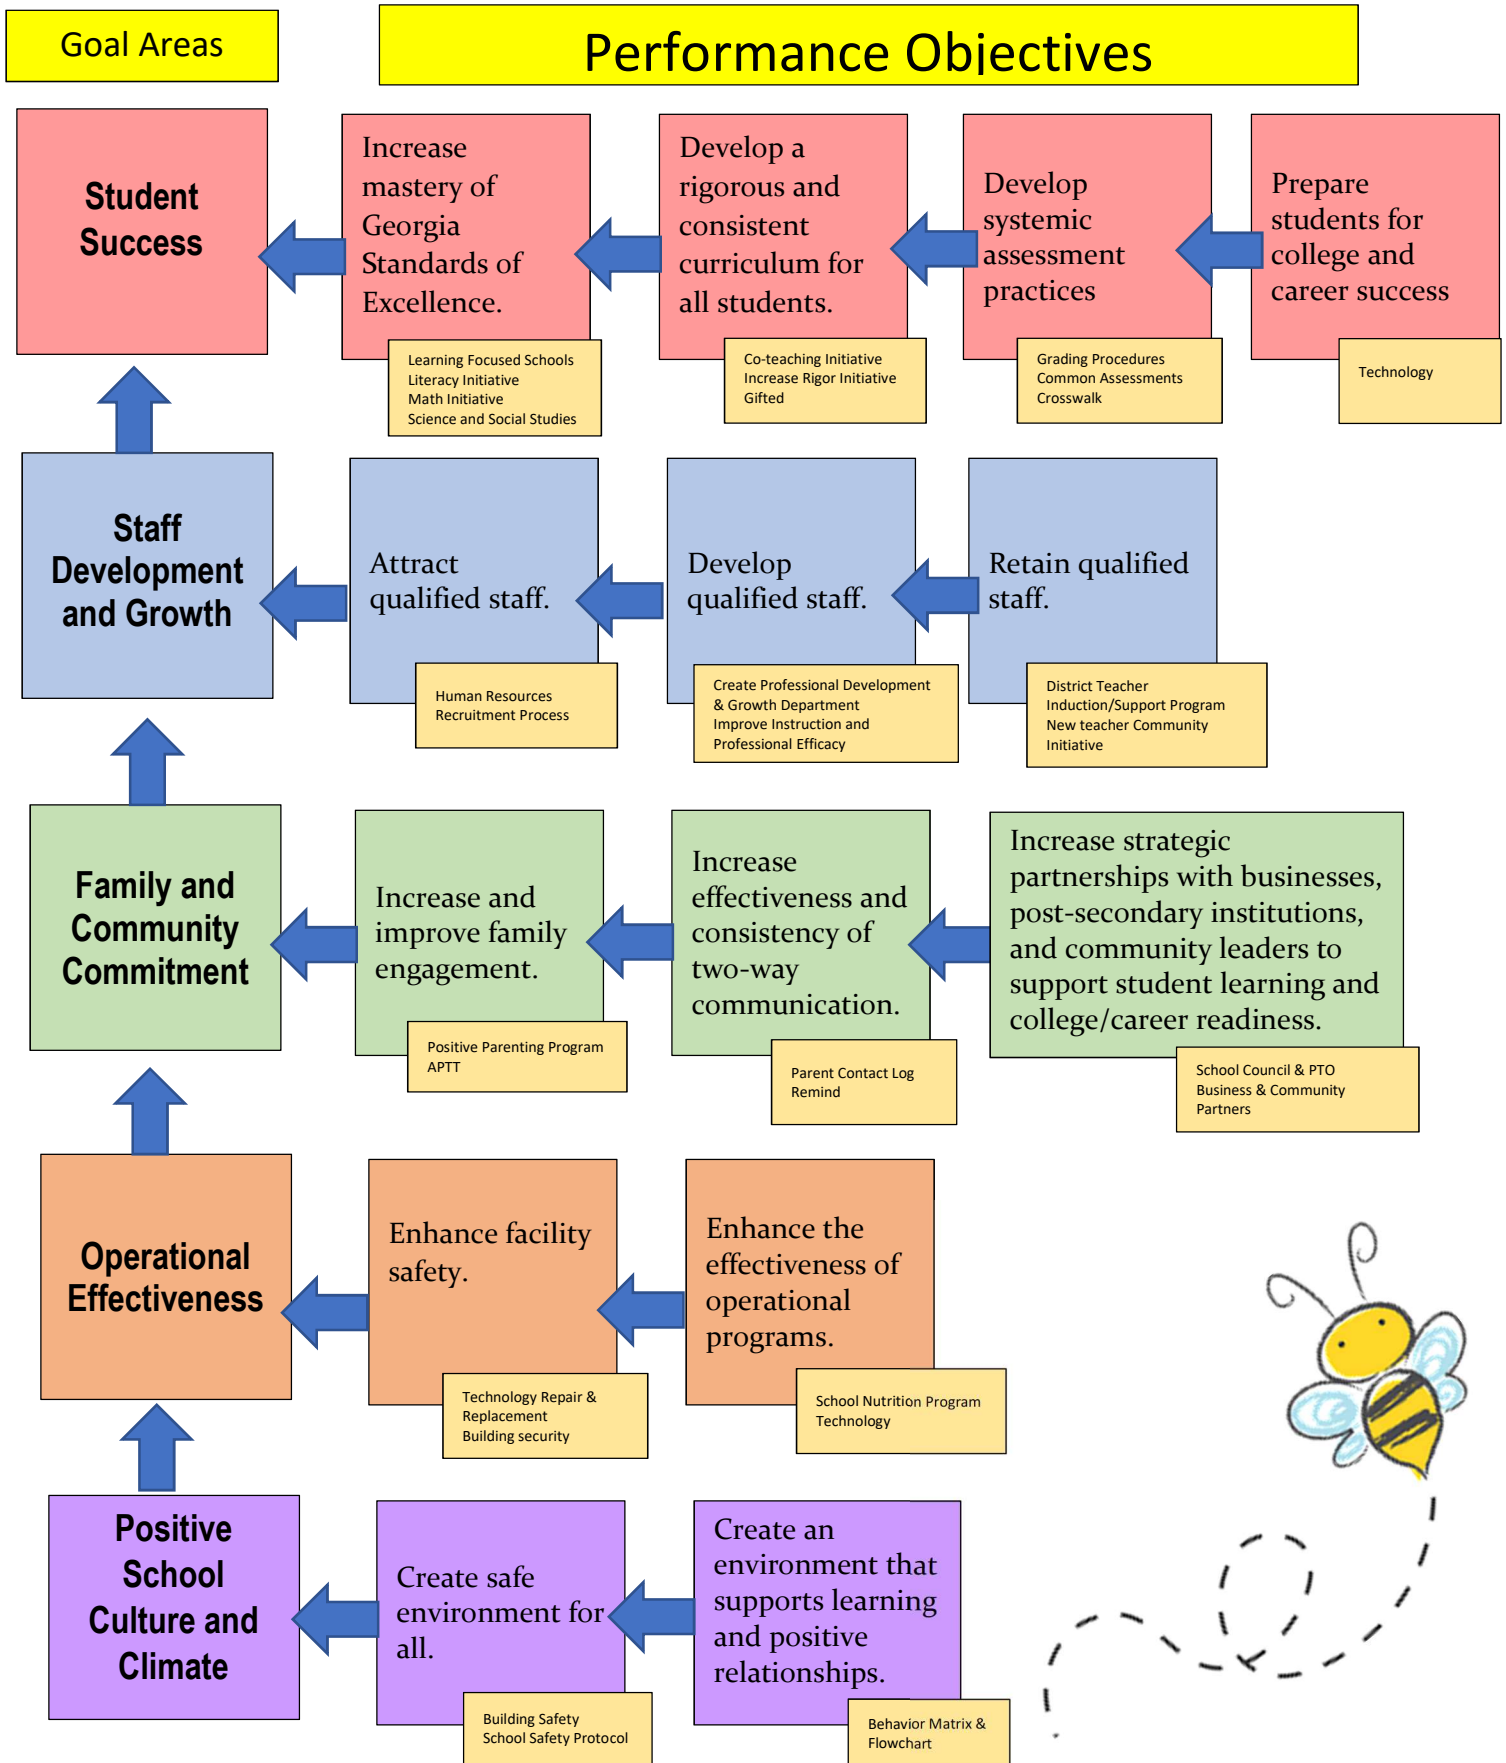 Goal Areas
Performance Objectives
Student
Success
Increase
mastery of
Georgia
Standards of
Excellence.
Learning Focused Schools
Literacy Initiative
Math Initiative
Science and Social Studies
Develop a
rigorous and
consistent
curriculum for
all students.
Co-teaching Initiative
Increase Rigor Initiative
Gifted
Develop
systemic
assessment
practices
Grading Procedures
Common Assessments
Crosswalk
Prepare
students for
college and
career success
Technology
Staff
Development
and Growth
Attract
qualified staff.
Human Resources
Recruitment Process
Develop
qualified staff.
Create Professional Development
& Growth Department
Improve Instruction and
Professional Efficacy
Retain qualified
staff.
District Teacher
Induction/Support Program
New teacher Community
Initiative
Family and
Community
Commitment
Increase and
improve family
engagement.
Positive Parenting Program
APTT
Increase
effectiveness and
consistency of
two-way
communication.
Parent Contact Log
Remind
Increase strategic
partnerships with businesses,
post-secondary institutions,
and community leaders to
support student learning and
college/career readiness.
School Council & PTO
Business & Community
Partners
Operational
Effectiveness
Enhance facility
safety.
Technology Repair &
Replacement
Building security
Enhance the
effectiveness of
operational
programs.
School Nutrition Program
Technology
Positive
School
Culture and
Climate
Create safe
environment for
all.
Building Safety
School Safety Protocol
Create an
environment that
supports learning
and positive
relationships.
Behavior Matrix &
Flowchart